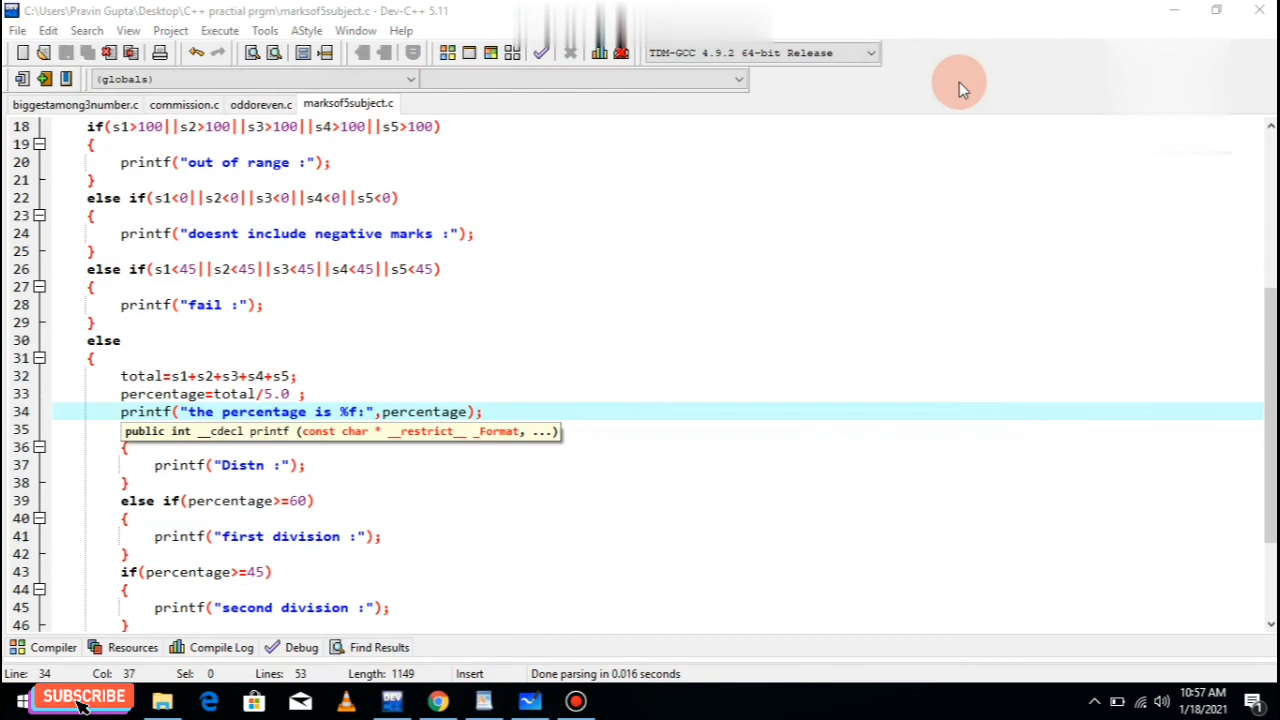 C:\Users\Pravin Gupta\Desktop\C++ practial prgm\marksof5subject.c - Dev-C++ 5.11
File Edit Search View Project Execute Tools AStyle Window Help
TDM-GCC 4.9.2 64-bit Release
(globals)
biggestamong3number.c commission.c oddoreven.c marksof5subject.c
18 if(s1>100||s2>100||s3>100||s4>100||s5>100)
19 {
20 printf("out of range :");
21 }
22 else if(s1<0||s2<0||s3<0||s4<0||s5<0)
23 {
24 printf("doesnt include negative marks :");
25 }
26 else if(s1<45||s2<45||s3<45||s4<45||s5<45)
27 {
28 printf("fail :");
29 }
30 else
31 {
32 total=s1+s2+s3+s4+s5;
33 percentage=total/5.0 ;
34 printf("the percentage is %f:",percentage);
35 public int __cdecl printf (const char * __restrict__ _Format, ...)
36 {
37 printf("Distn :");
38 }
39 else if(percentage>=60)
40 {
41 printf("first division :");
42 }
43 if(percentage>=45)
44 {
45 printf("second division :");
46 }
Compiler Resources Compile Log Debug Find Results
Line: 34 Col: 37 Sel: 0 Lines: 53 Length: 1149 Insert Done parsing in 0.016 seconds
SUBSCRIBE
DEV
10:57 AM
1/18/2021
1